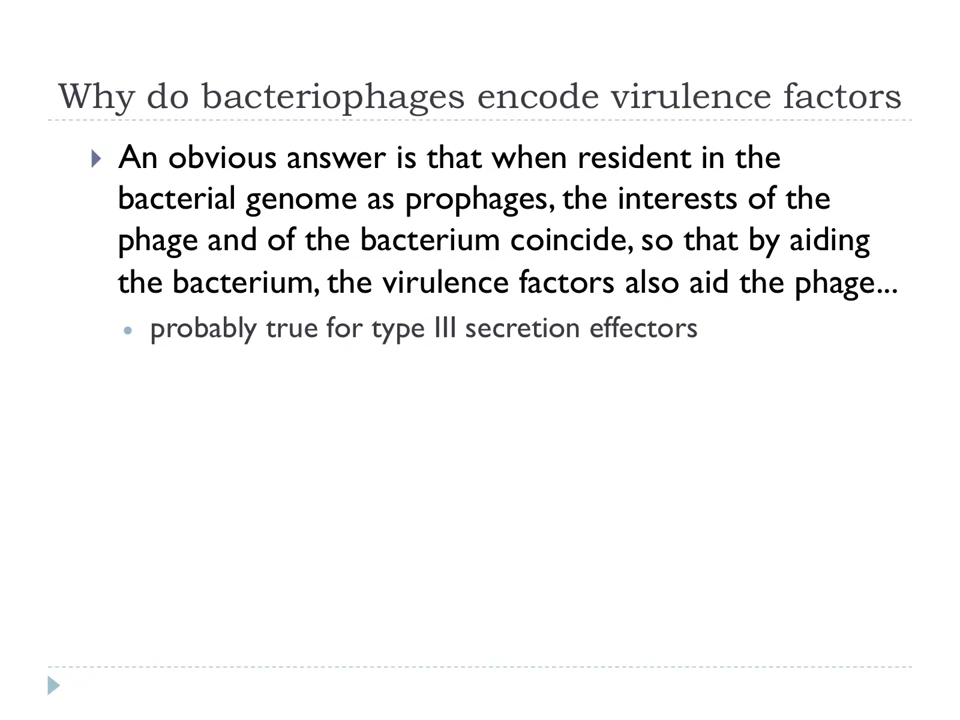 Why do bacteriophages encode virulence factors
An obvious answer is that when resident in the
bacterial genome as prophages, the interests of the
phage and of the bacterium coincide, so that by aiding
the bacterium, the virulence factors also aid the phage...
probably true for type III secretion effectors